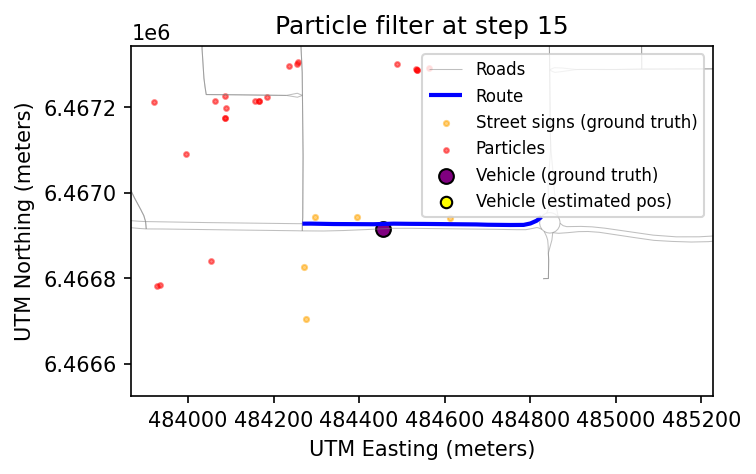 Particle filter at step 15
1e6
6.4672
6.4670
6.4668
6.4666
UTM Northing (meters)
Roads
Route
Street signs (ground truth)
Particles
Vehicle (ground truth)
Vehicle (estimated pos)
484000 484200 484400 484600 484800 485000 485200
UTM Easting (meters)